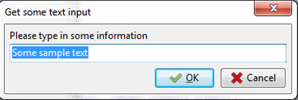 Get some text input
Please type in some information
Some sample text
OK
Cancel